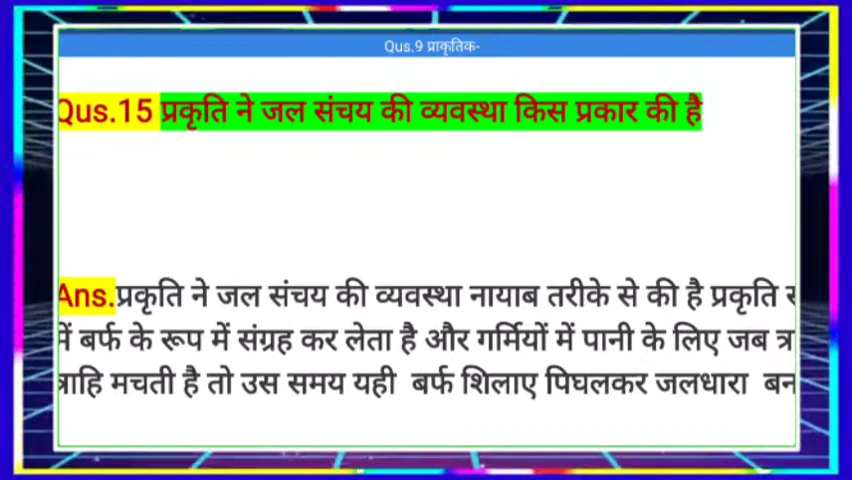 Qus.9 प्राकृतिक-
Qus.15 प्रकृति ने जल संचय की व्यवस्था किस प्रकार की है
Ans.प्रकृति ने जल संचय की व्यवस्था नायाब तरीके से की है प्रकृति
में बर्फ के रूप में संग्रह कर लेता है और गर्मियों में पानी के लिए जब
त्राहि मचती है तो उस समय यही बर्फ शिलाए पिघलकर जलधारा बन